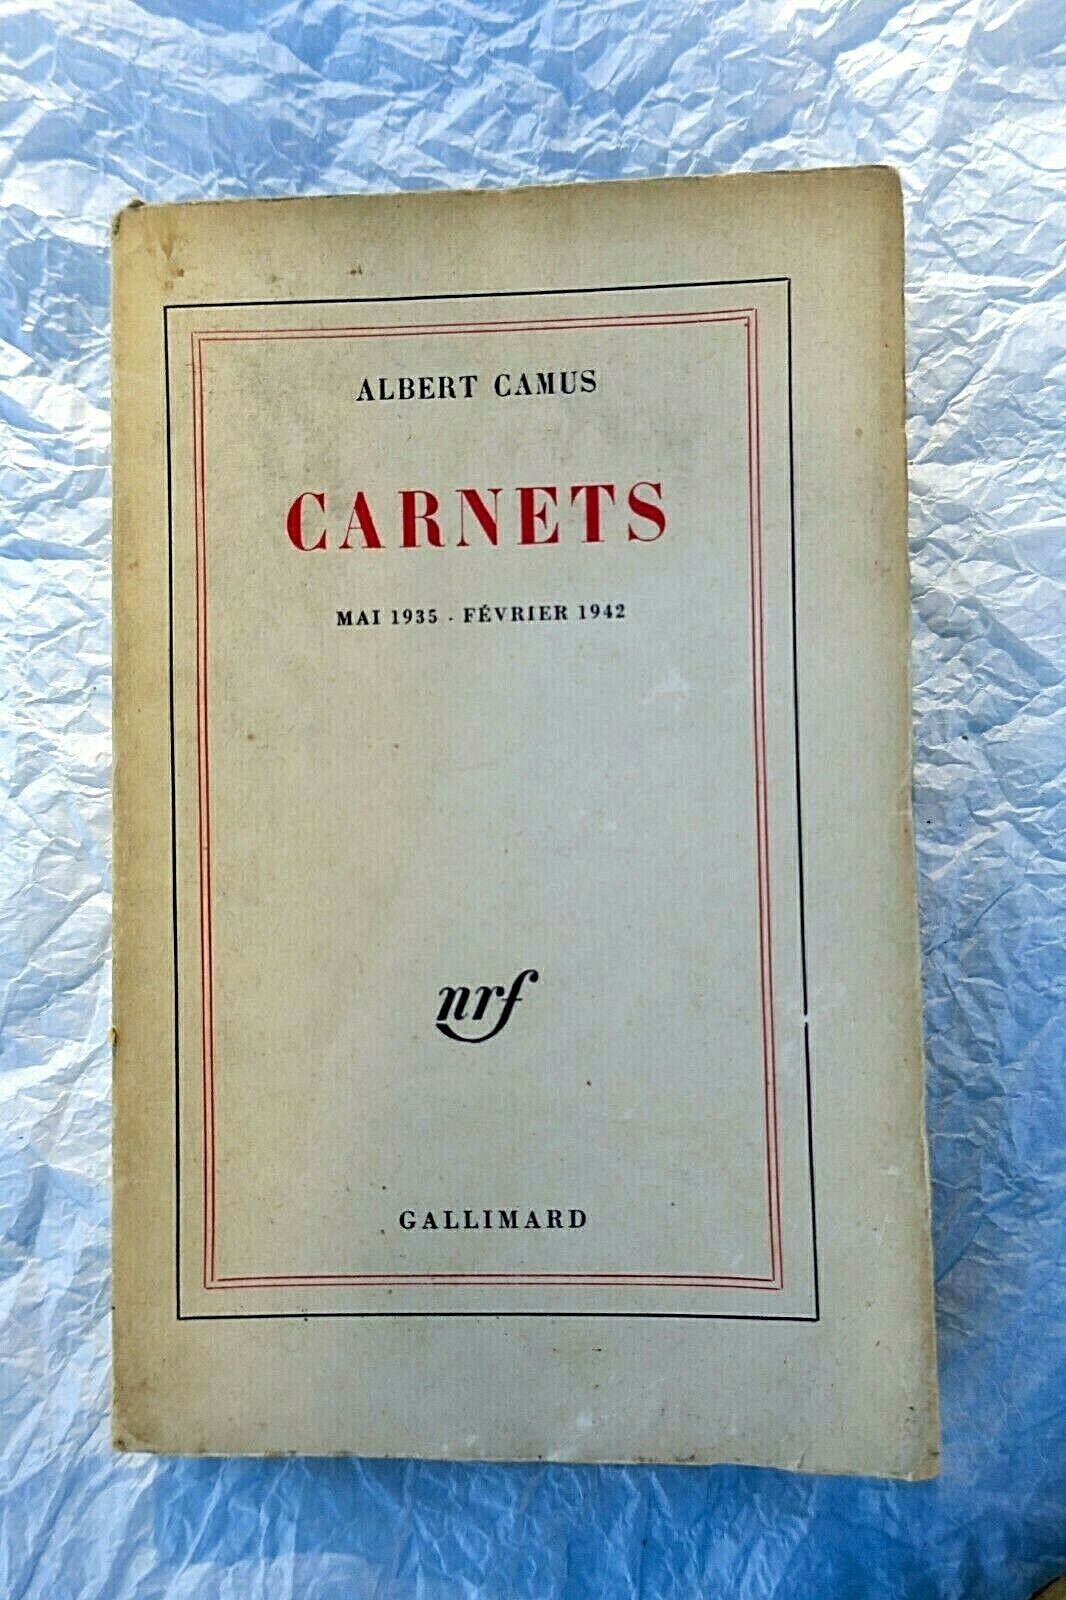 ALBERT CAMUS
CARNETS
MAI 1935 - FÉVRIER 1942
nrf
GALLIMARD